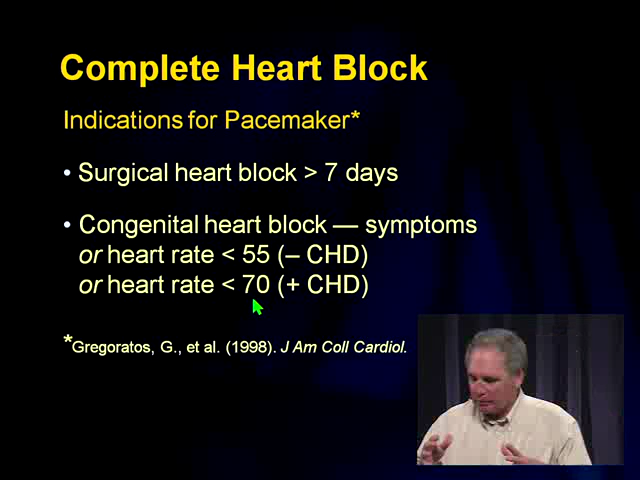 Complete Heart Block
Indications for Pacemaker*
• Surgical heart block > 7 days
• Congenital heart block — symptoms
or heart rate < 55 (– CHD)
or heart rate < 70 (+ CHD)
*Gregoratos, G., et al. (1998). J Am Coll Cardiol.